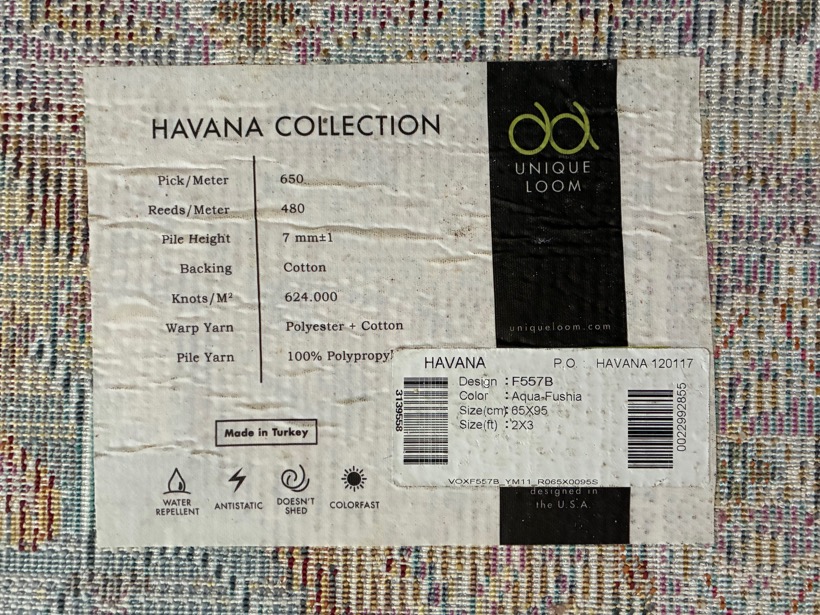 HAVANA COLLECTION
Pick/Meter 650
Reeds/Meter 480
Pile Height 7 mm±1
Backing Cotton
Knots/M² 624.000
Warp Yarn Polyester + Cotton
Pile Yarn 100% Polypropyl
Made in Turkey
WATER REPELLENT
ANTISTATIC
DOESN'T SHED
COLORFAST
UNIQUE
LOOM
uniqueloom.com
HAVANA P.O. HAVANA 120117
Design : F557B
Color : Aqua-Fushia
Size(cm): 65X95
Size(ft) : 2X3
3139558
0022992855
VOXF557B_YM11_R065X0095S
designed in
the U.S.A.